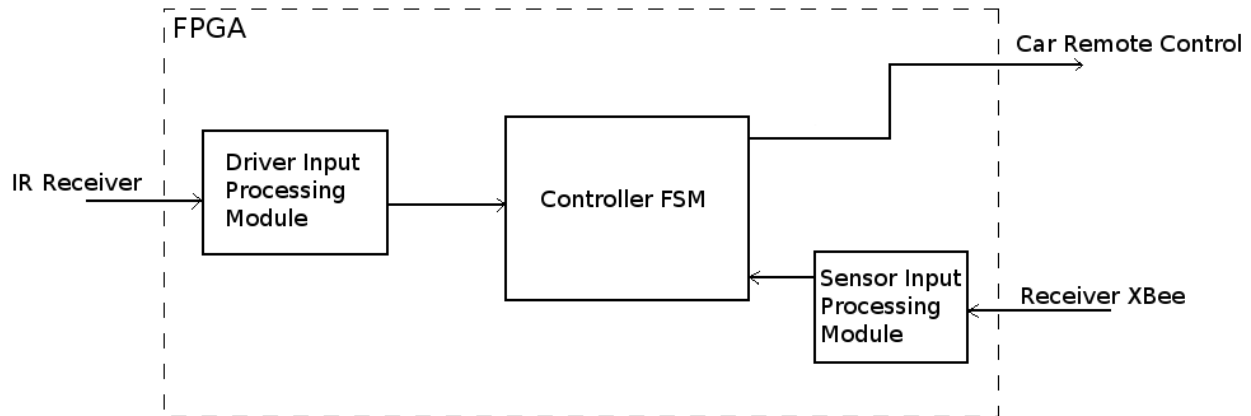 FPGA
Car Remote Control
IR Receiver
Driver Input
Processing
Module
Controller FSM
Sensor Input
Processing
Module
Receiver XBee